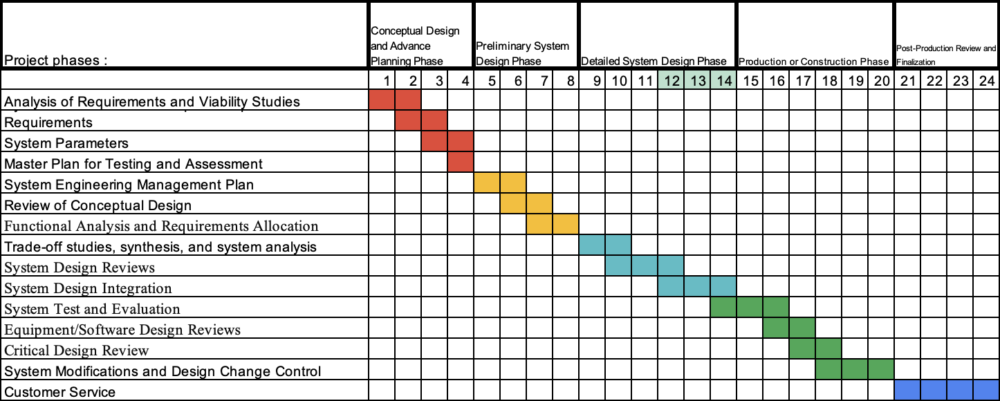 Project phases :
Conceptual Design
and Advance
Planning Phase
Preliminary System
Design Phase
Detailed System Design Phase
Production or Construction Phase
Post-Production Review and
Finalization
1 2 3 4 5 6 7 8 9 10 11 12 13 14 15 16 17 18 19 20 21 22 23 24
Analysis of Requirements and Viability Studies
Requirements
System Parameters
Master Plan for Testing and Assessment
System Engineering Management Plan
Review of Conceptual Design
Functional Analysis and Requirements Allocation
Trade-off studies, synthesis, and system analysis
System Design Reviews
System Design Integration
System Test and Evaluation
Equipment/Software Design Reviews
Critical Design Review
System Modifications and Design Change Control
Customer Service